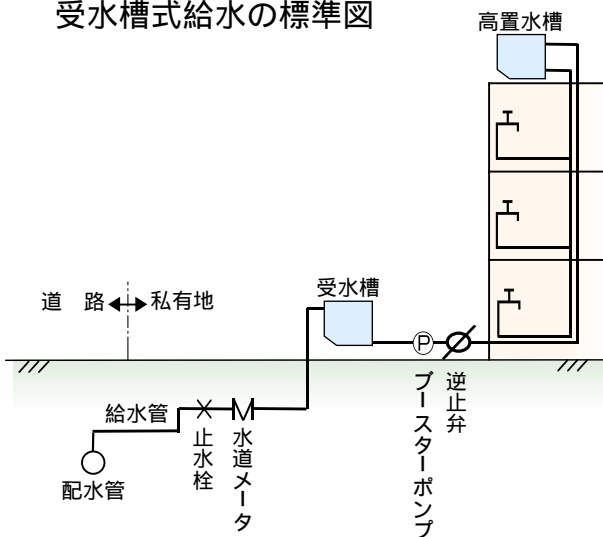 受水槽式給水の標準図
高置水槽
受水槽
道 路
私有地
P
給水管
配水管
止水栓
水道メータ
ブースターポンプ
逆止弁